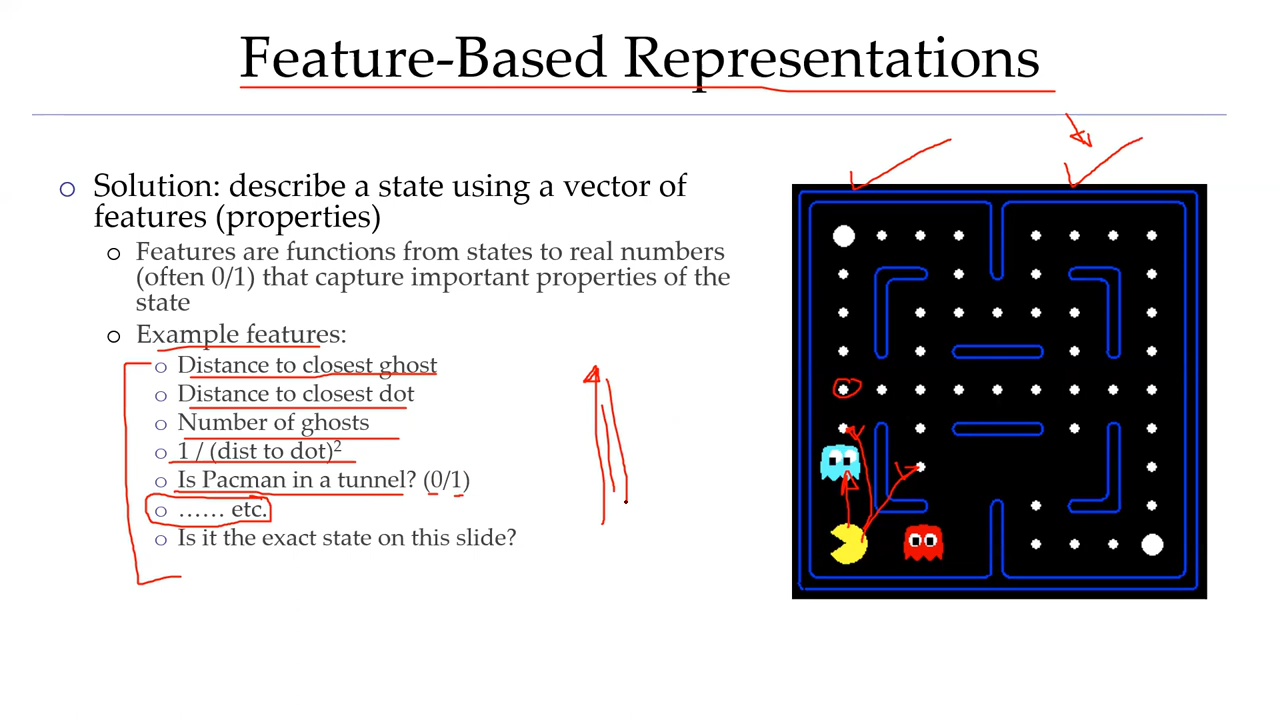 Feature-Based Representations
Solution: describe a state using a vector of
features (properties)
Features are functions from states to real numbers
(often 0/1) that capture important properties of the
state
Example features:
Distance to closest ghost
Distance to closest dot
Number of ghosts
1 / (dist to dot)²
Is Pacman in a tunnel? (0/1)
…… etc.
Is it the exact state on this slide?